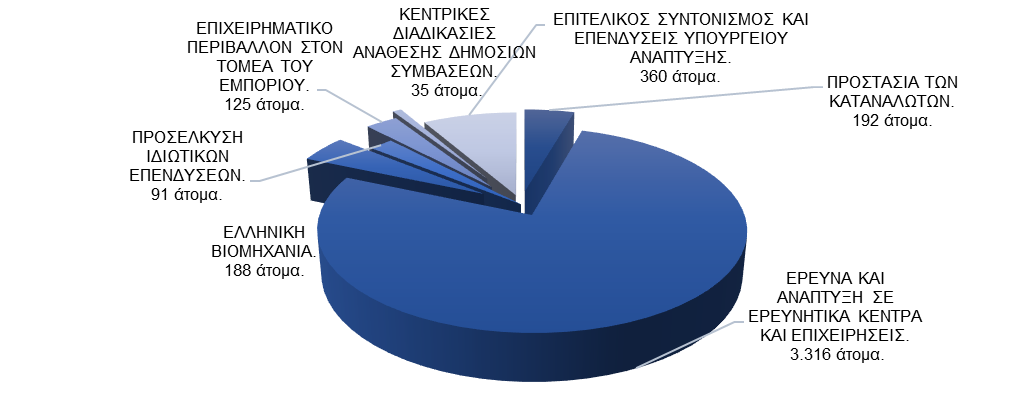 ΚΕΝΤΡΙΚΕΣ
ΔΙΑΔΙΚΑΣΙΕΣ
ΑΝΑΘΕΣΗΣ ΔΗΜΟΣΙΩΝ
ΣΥΜΒΑΣΕΩΝ.
35 άτομα.
ΕΠΙΤΕΛΙΚΟΣ ΣΥΝΤΟΝΙΣΜΟΣ ΚΑΙ
ΕΠΕΝΔΥΣΕΙΣ ΥΠΟΥΡΓΕΙΟΥ
ΑΝΑΠΤΥΞΗΣ.
360 άτομα.
ΕΠΙΧΕΙΡΗΜΑΤΙΚΟ
ΠΕΡΙΒΑΛΛΟΝ ΣΤΟΝ
ΤΟΜΕΑ ΤΟΥ
ΕΜΠΟΡΙΟΥ.
125 άτομα.
ΠΡΟΣΤΑΣΙΑ ΤΩΝ
ΚΑΤΑΝΑΛΩΤΩΝ.
192 άτομα.
ΠΡΟΣΕΛΚΥΣΗ
ΙΔΙΩΤΙΚΩΝ
ΕΠΕΝΔΥΣΕΩΝ.
91 άτομα.
ΕΛΛΗΝΙΚΗ
ΒΙΟΜΗΧΑΝΙΑ.
188 άτομα.
ΕΡΕΥΝΑ ΚΑΙ
ΑΝΑΠΤΥΞΗ ΣΕ
ΕΡΕΥΝΗΤΙΚΑ ΚΕΝΤΡΑ
ΚΑΙ ΕΠΙΧΕΙΡΗΣΕΙΣ.
3.316 άτομα.